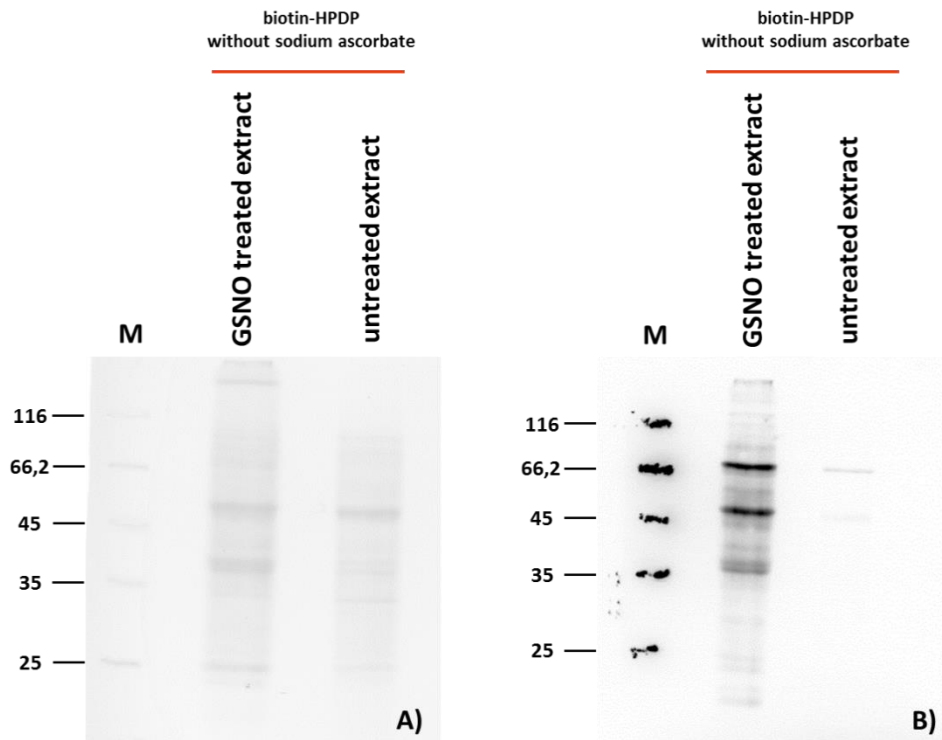 biotin-HPDP
without sodium ascorbate
GSNO treated extract
untreated extract
M
116
66,2
45
35
25
A)
biotin-HPDP
without sodium ascorbate
GSNO treated extract
untreated extract
M
116
66,2
45
35
25
B)